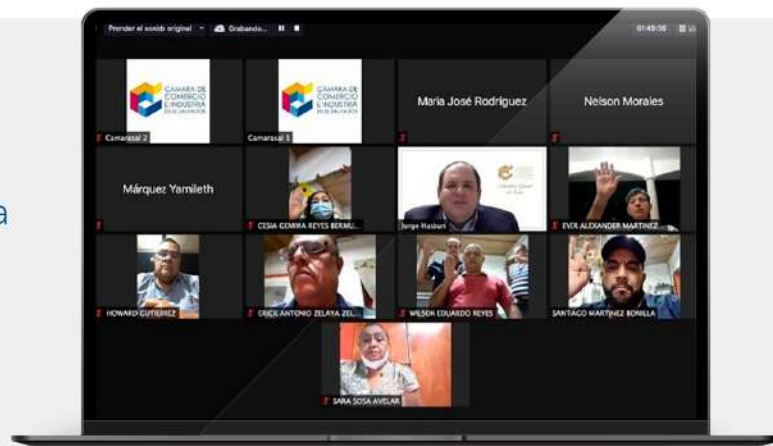 a
Prender el sonido original
Grabando...
01:49:38
CÁMARA DE
COMERCIO
E INDUSTRIA
DE EL SALVADOR
Camarasal 2
CÁMARA DE
COMERCIO
E INDUSTRIA
DE EL SALVADOR
Camarasal 1
Maria José Rodriguez
Nelson Morales
Márquez Yamileth
CESIA GEMIRA REYES BERMU...
Jorge Hasbun
EVER ALEXANDER MARTINEZ...
HOWARD GUTIERREZ
ERICK ANTONIO ZELAYA ZEL...
WILSON EDUARDO REYES
SANTIAGO MARTINEZ BONILLA
SARA SOSA AVELAR